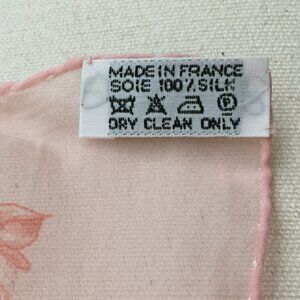 MADE IN FRANCE
SOIE 100% SILK
P
DRY CLEAN ONLY